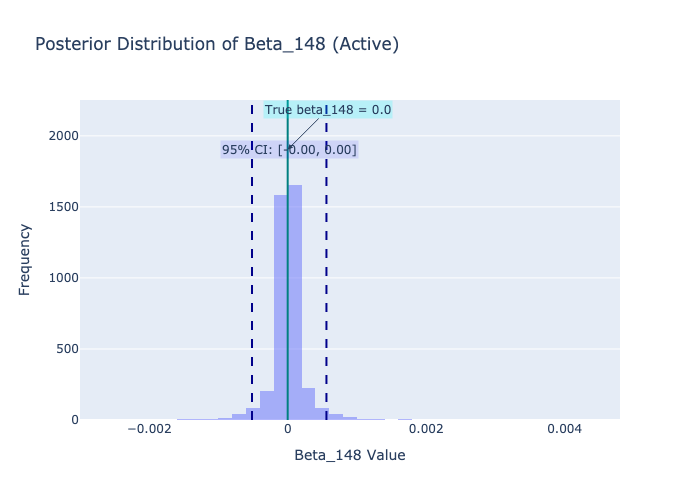 Posterior Distribution of Beta_148 (Active)
True beta_148 = 0.0
95% CI: [-0.00, 0.00]
2000
1500
1000
500
0
Frequency
−0.002
0
0.002
0.004
Beta_148 Value